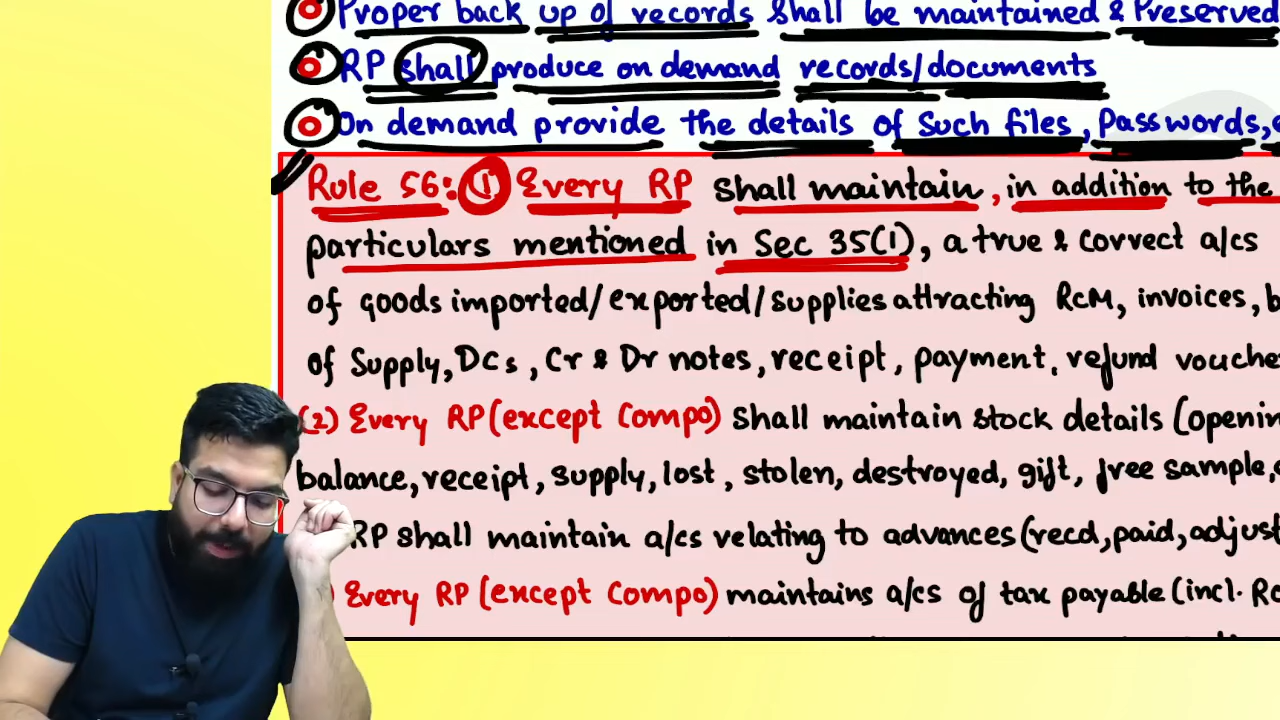 Proper back up of records shall be maintained & Preserved
RP shall produce on demand records/documents
On demand provide the details of such files, Passwords,
Rule 56: (1) Every RP shall maintain, in addition to the
particulars mentioned in Sec 35(1), a true & correct a/cs
of goods imported/exported/supplies attracting RCM, invoices,
of Supply, DCs, Cr & Dr notes, receipt, payment, refund
(2) Every RP (except Compo) shall maintain stock details
balance, receipt, supply, lost, stolen, destroyed, gift, free sample,
RP shall maintain a/cs relating to advances (recd, paid,
Every RP (except Compo) maintains a/cs of tax payable (incl.